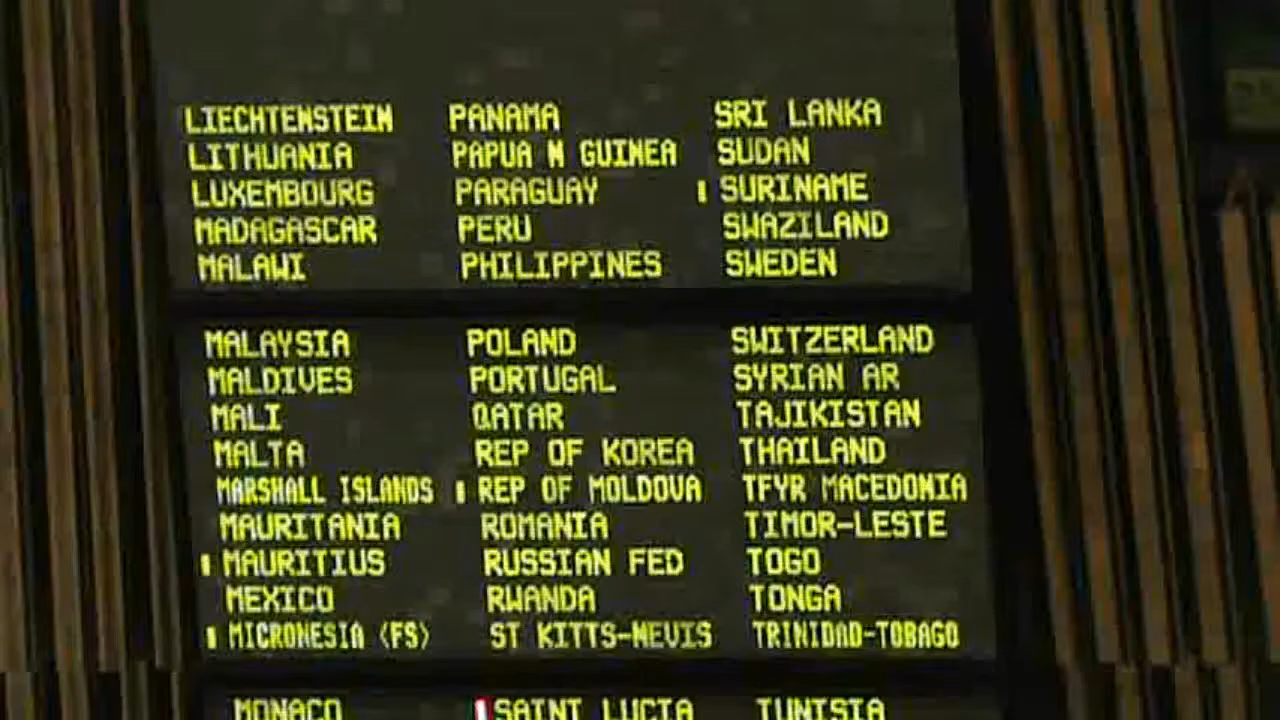 LIECHTENSTEIN
LITHUANIA
LUXEMBOURG
MADAGASCAR
MALAWI
MALAYSIA
MALDIVES
MALI
MALTA
MARSHALL ISLANDS
MAURITANIA
MAURITIUS
MEXICO
MICRONESIA (FS)
MONACO
PANAMA
PAPUA N GUINEA
PARAGUAY
PERU
PHILIPPINES
POLAND
PORTUGAL
QATAR
REP OF KOREA
REP OF MOLDOVA
ROMANIA
RUSSIAN FED
RWANDA
ST KITTS-NEVIS
SAINT LUCIA
SRI LANKA
SUDAN
SURINAME
SWAZILAND
SWEDEN
SWITZERLAND
SYRIAN AR
TAJIKISTAN
THAILAND
TFYR MACEDONIA
TIMOR-LESTE
TOGO
TONGA
TRINIDAD-TOBAGO
TUNISIA